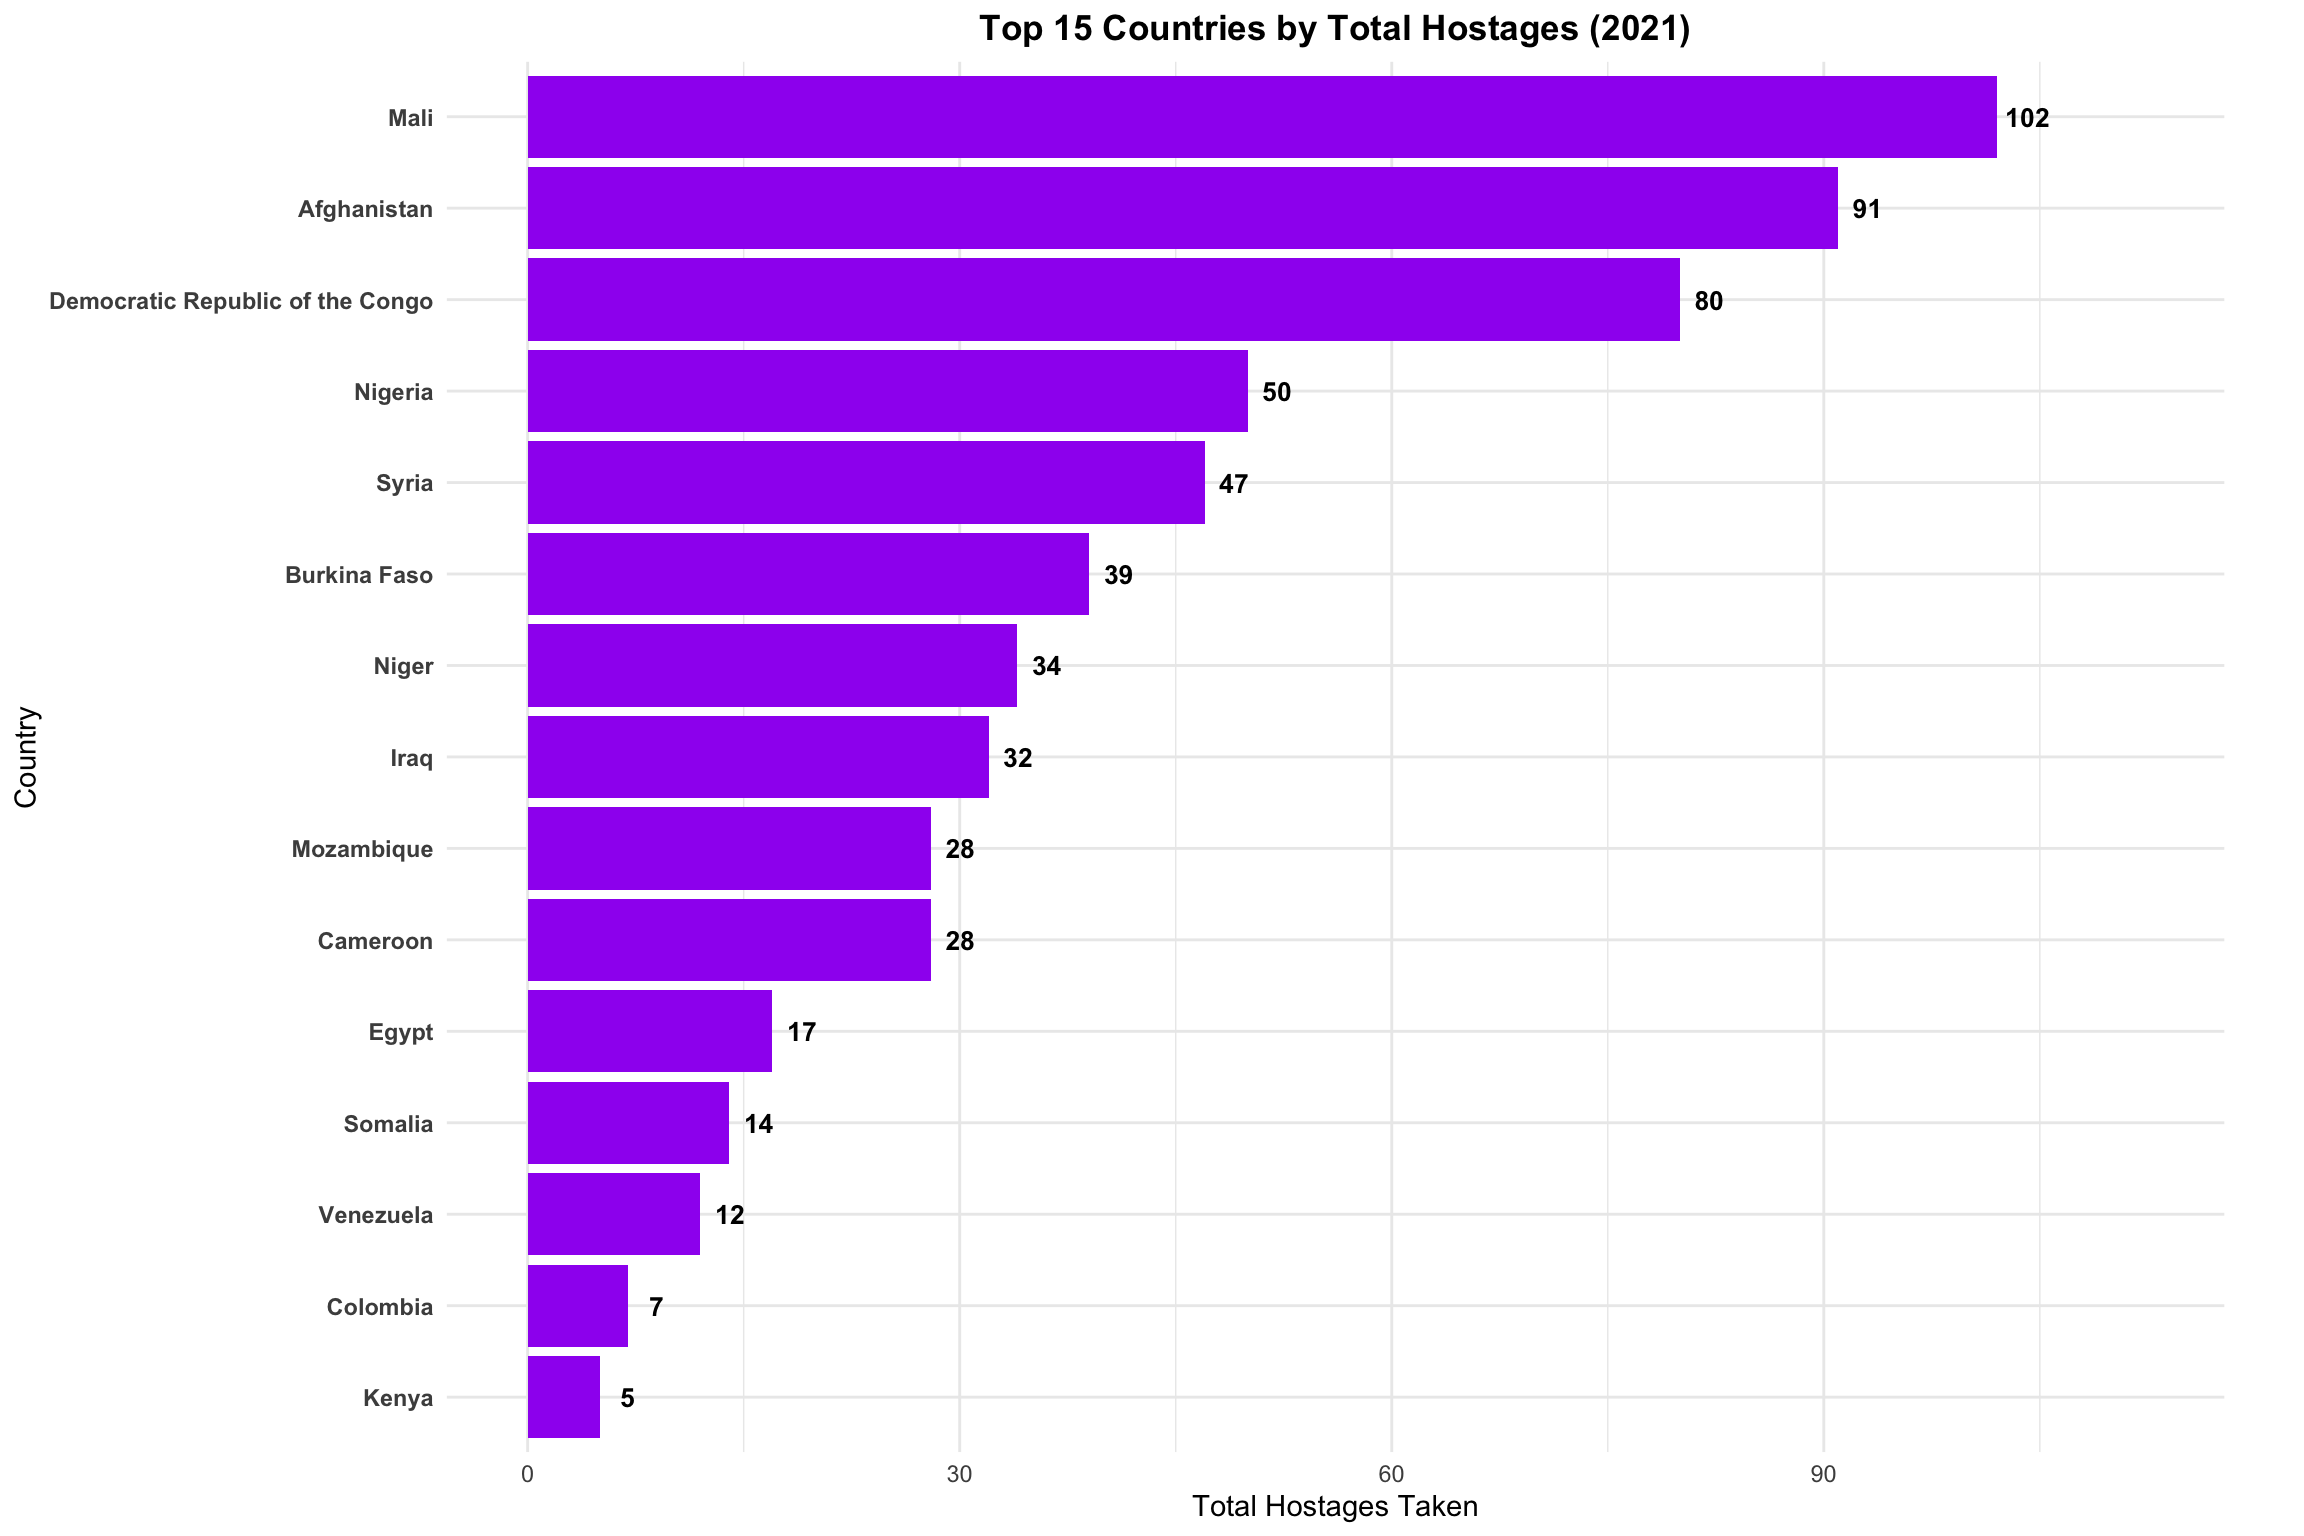 Top 15 Countries by Total Hostages (2021)
Mali 102
Afghanistan 91
Democratic Republic of the Congo 80
Nigeria 50
Syria 47
Burkina Faso 39
Niger 34
Iraq 32
Mozambique 28
Cameroon 28
Egypt 17
Somalia 14
Venezuela 12
Colombia 7
Kenya 5
Country
0 30 60 90
Total Hostages Taken